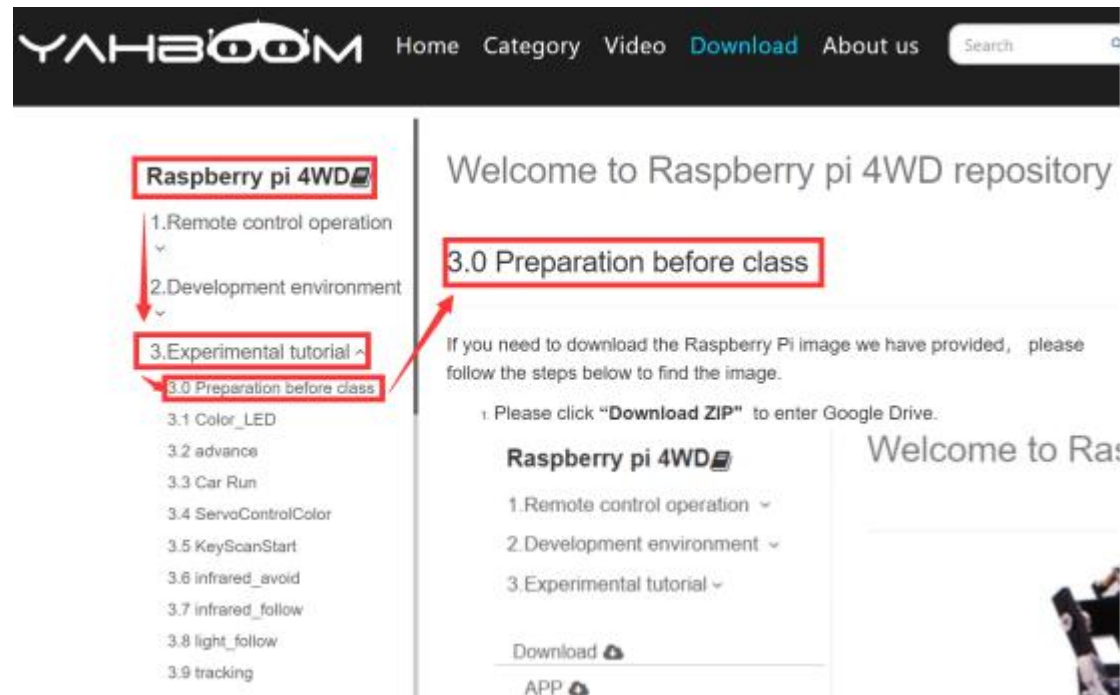 YAHBOOM Home Category Video Download About us Search
Raspberry pi 4WD
1.Remote control operation
2.Development environment
3.Experimental tutorial
3.0 Preparation before class
3.1 Color_LED
3.2 advance
3.3 Car Run
3.4 ServoControlColor
3.5 KeyScanStart
3.6 infrared_avoid
3.7 infrared_follow
3.8 light_follow
3.9 tracking
Welcome to Raspberry pi 4WD repository
3.0 Preparation before class
If you need to download the Raspberry Pi image we have provided, please
follow the steps below to find the image.
1. Please click “Download ZIP” to enter Google Drive.
Raspberry pi 4WD
1.Remote control operation
2.Development environment
3.Experimental tutorial
Download
APP
Welcome to Ras